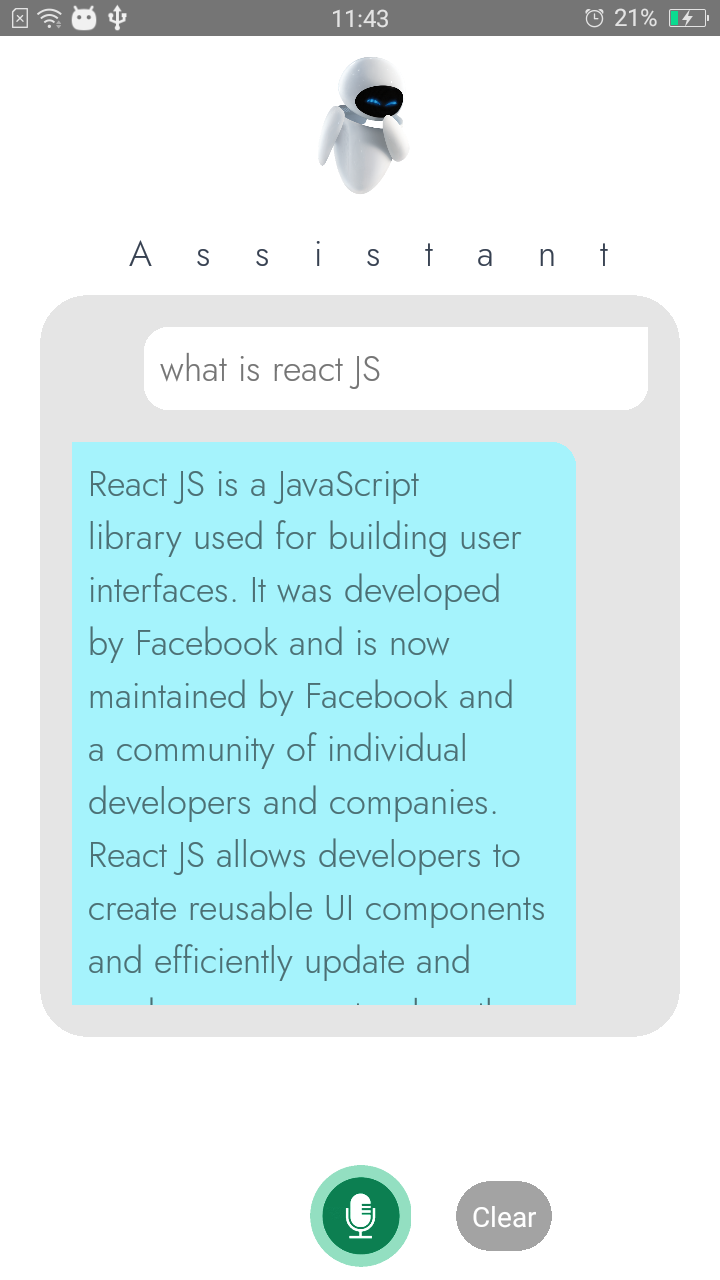 11:43
21%
Assistant
what is react JS
React JS is a JavaScript
library used for building user
interfaces. It was developed
by Facebook and is now
maintained by Facebook and
a community of individual
developers and companies.
React JS allows developers to
create reusable UI components
and efficiently update and
Clear